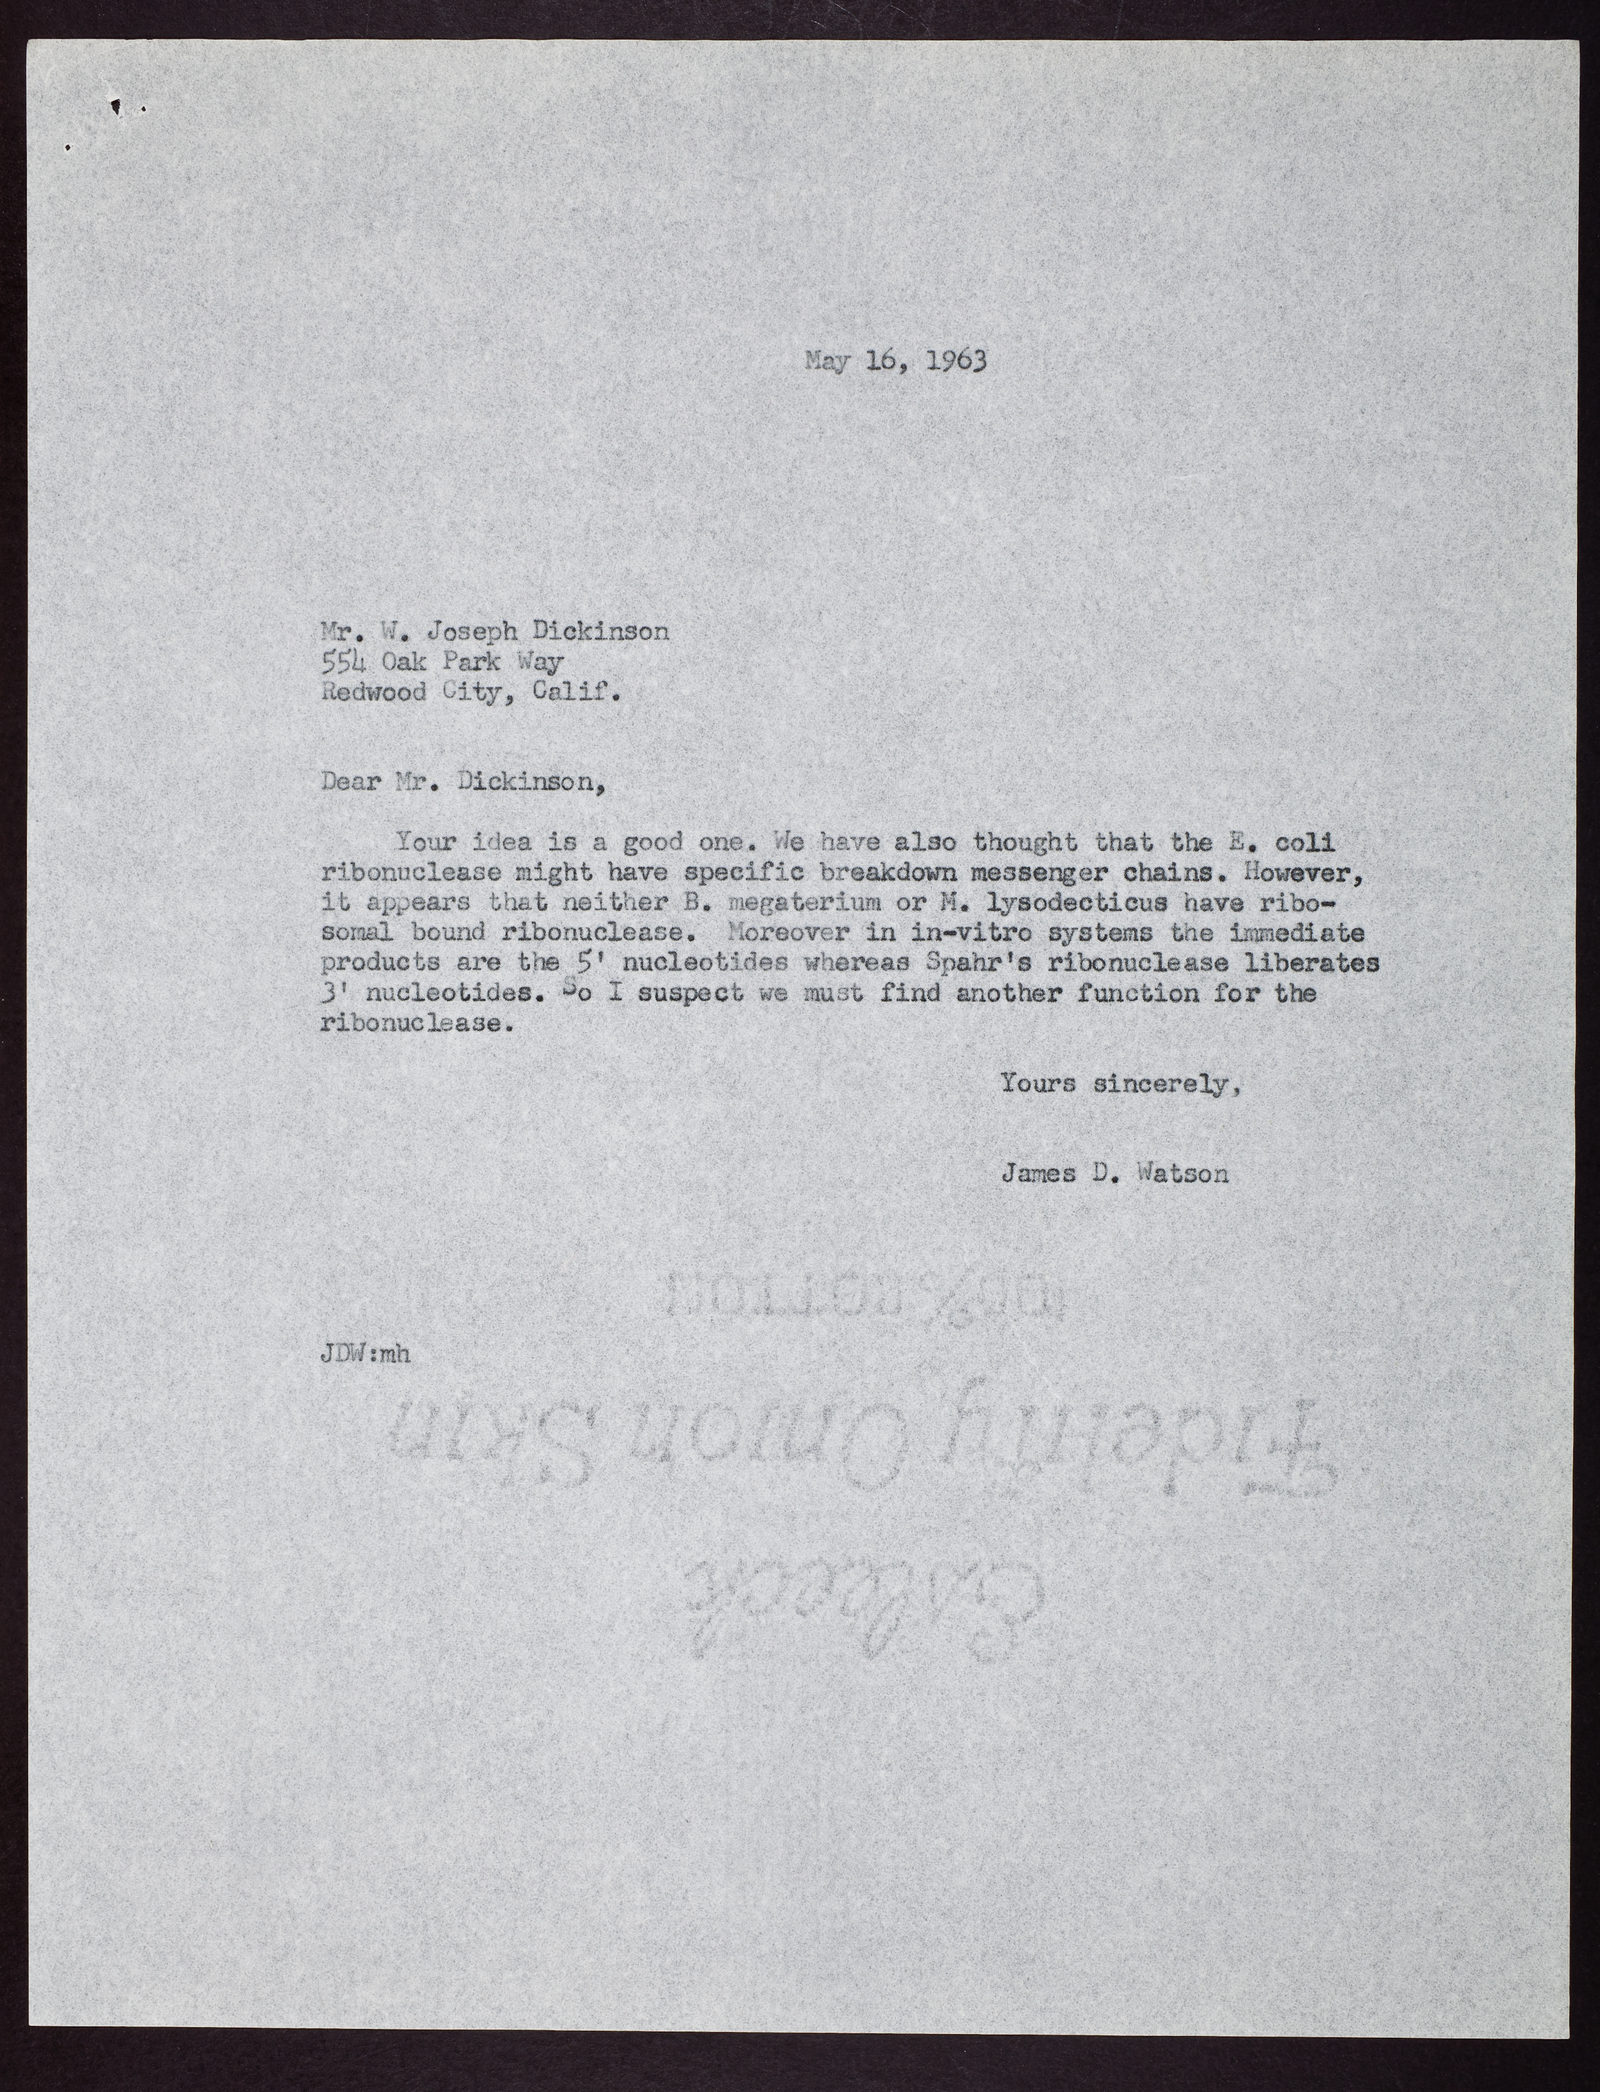 May 16, 1963
Mr. W. Joseph Dickinson
554 Oak Park Way
Redwood City, Calif.
Dear Mr. Dickinson,
Your idea is a good one. We have also thought that the E. coli
ribonuclease might have specific breakdown messenger chains. However,
it appears that neither B. megaterium or M. lysodecticus have ribo-
somal bound ribonuclease. Moreover in in-vitro systems the immediate
products are the 5' nucleotides whereas Spahr's ribonuclease liberates
3' nucleotides. So I suspect we must find another function for the
ribonuclease.
Yours sincerely,
James D. Watson
JDW:mh
Fidelity Onion Skin